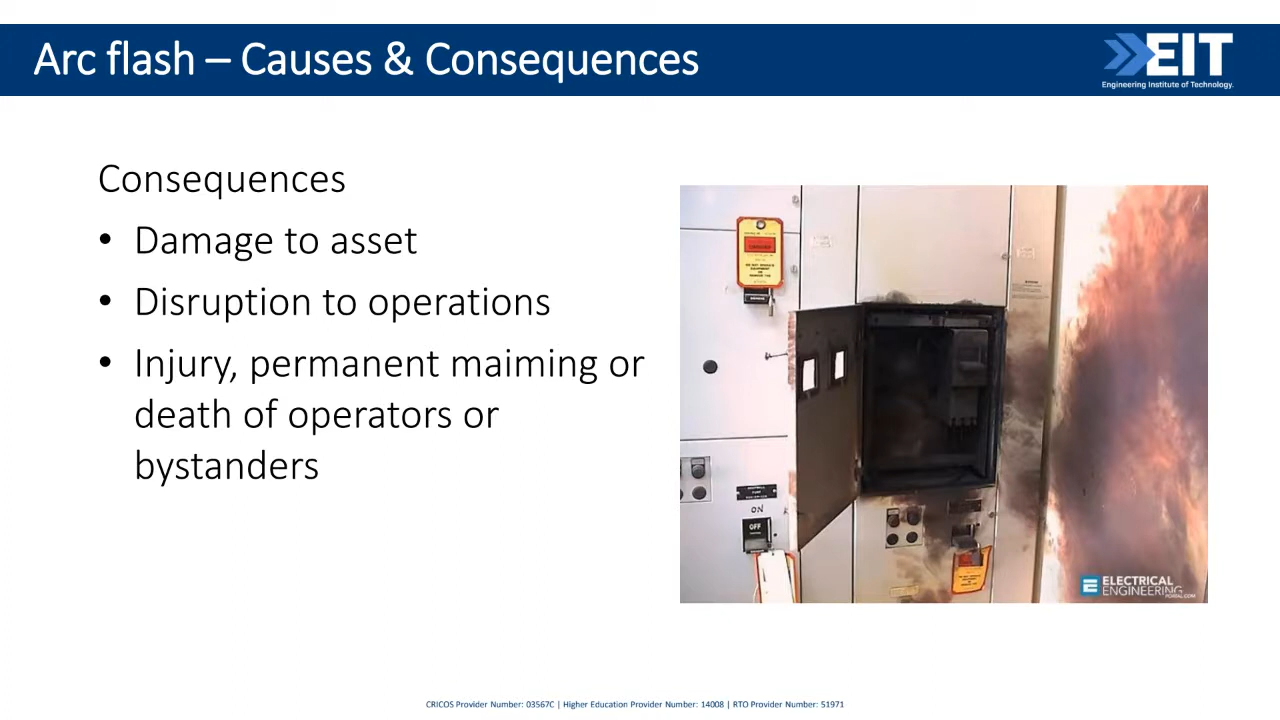 Arc flash – Causes & Consequences
EIT
Engineering Institute of Technology.
Consequences
• Damage to asset
• Disruption to operations
• Injury, permanent maiming or
death of operators or
bystanders
ON
OFF
ELECTRICAL
ENGINEERING
PORTAL.COM
CRICOS Provider Number: 03567C | Higher Education Provider Number: 14008 | RTO Provider Number: 51971